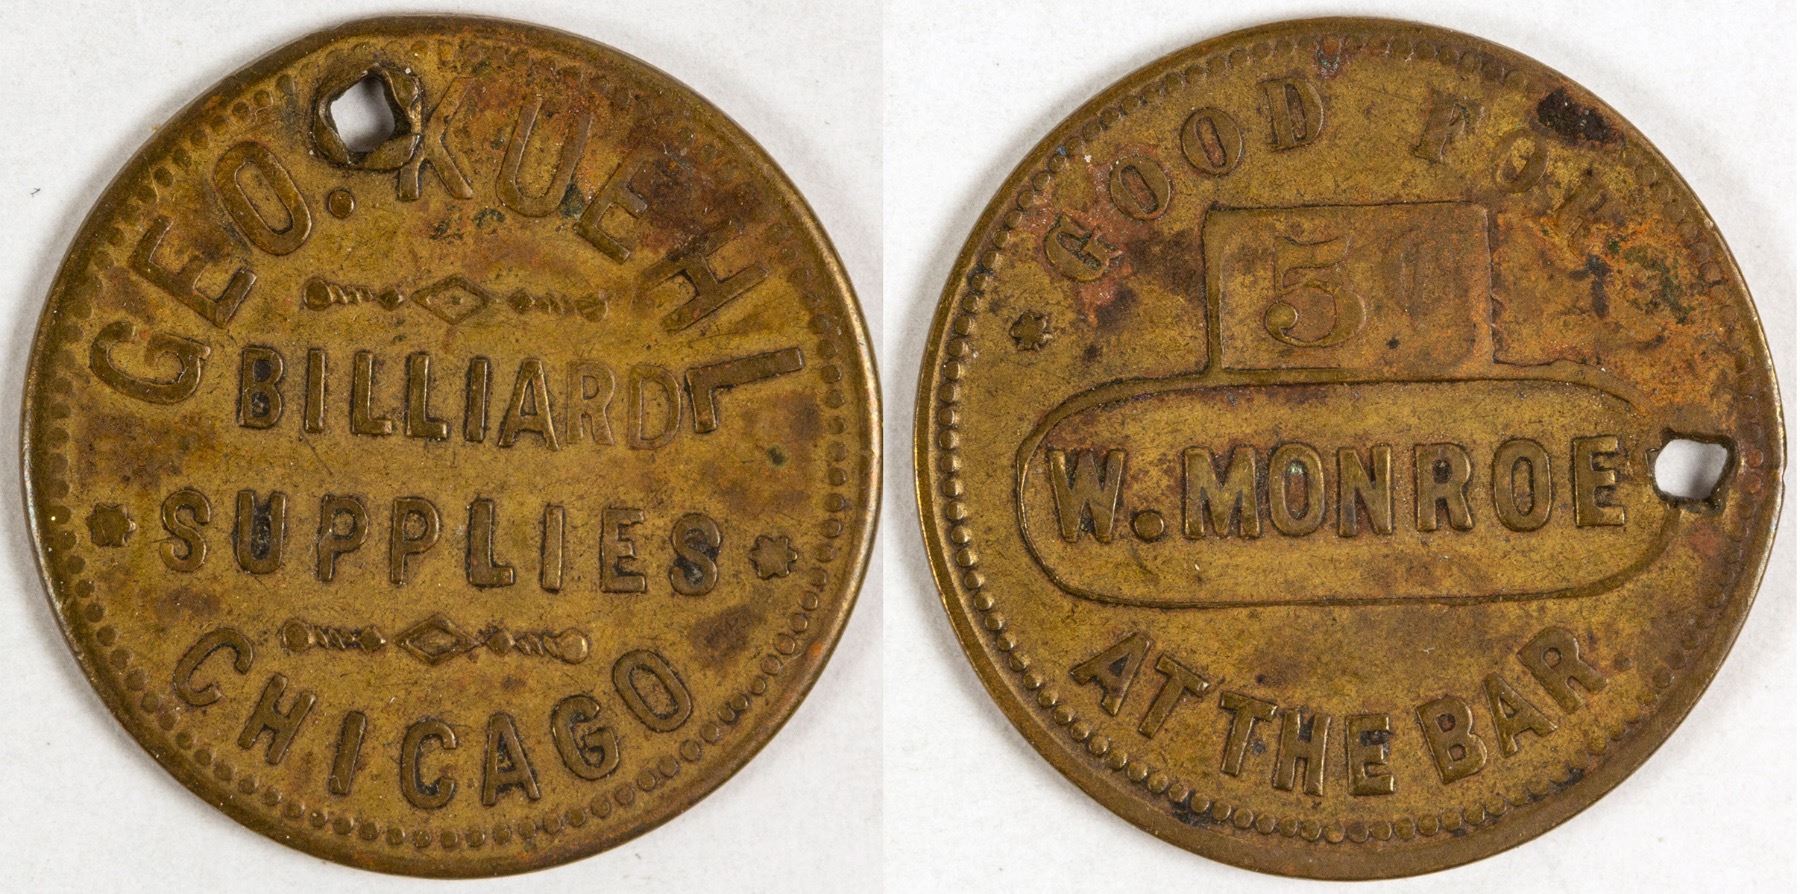 GEO. KUEHL
BILLIARD
SUPPLIES
CHICAGO
GOOD FOR
5¢
W. MONROE
AT THE BAR